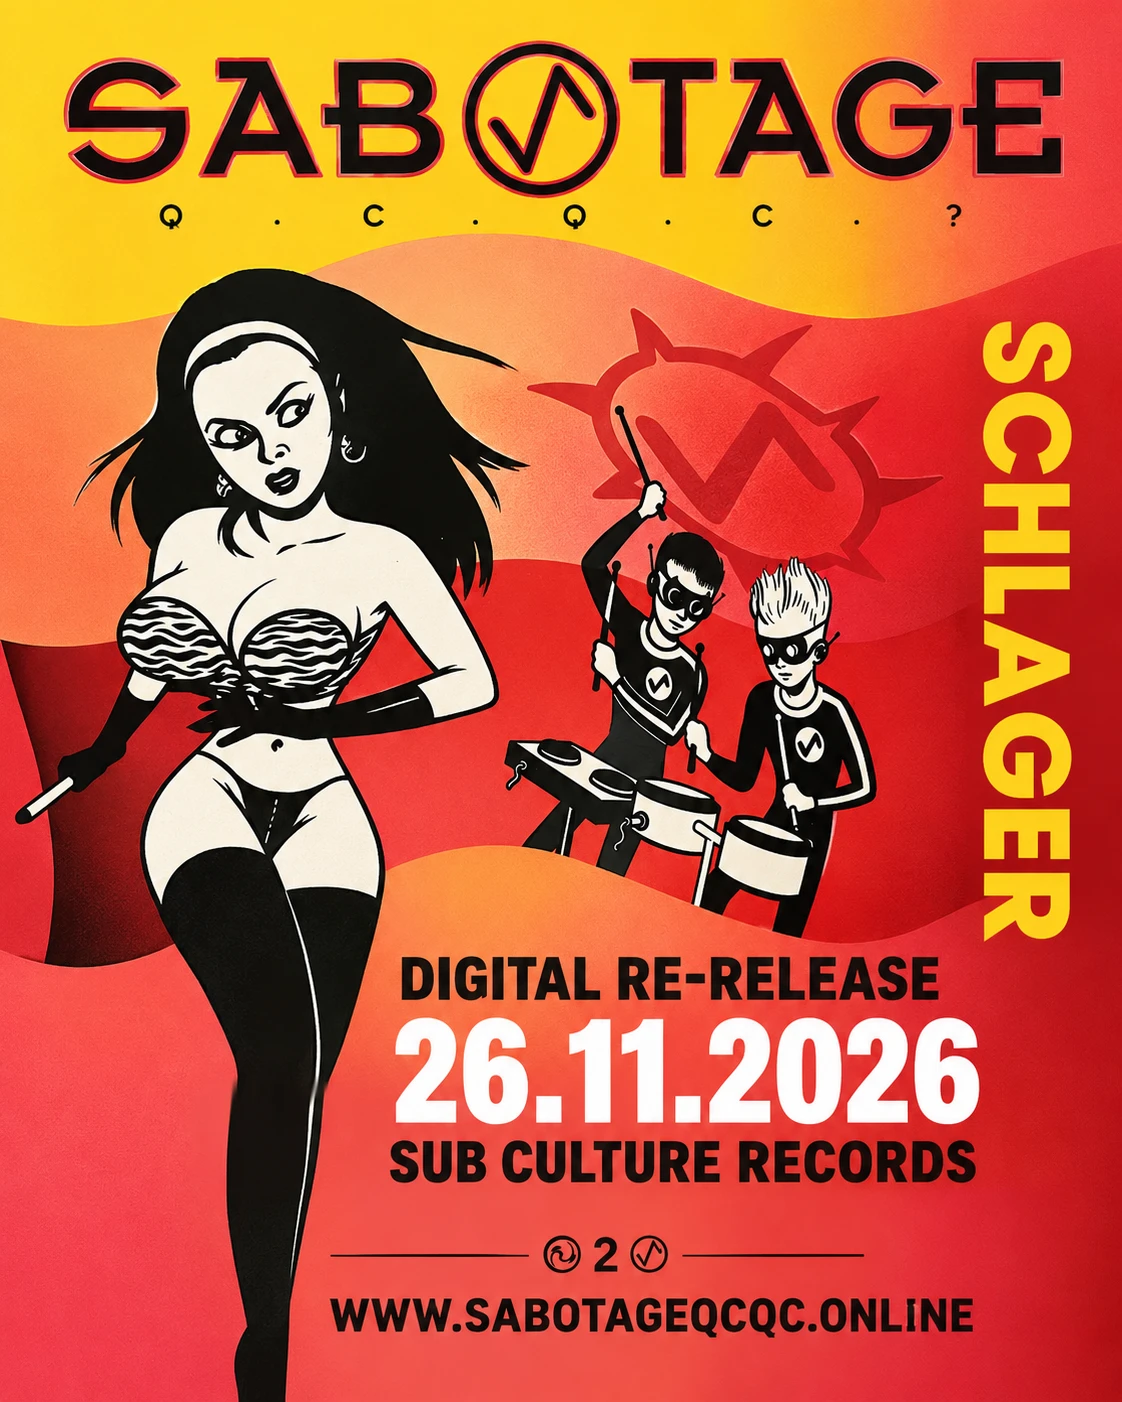 SABOTAGE
Q . C . Q . C . ?
SCHLAGER
DIGITAL RE-RELEASE
26.11.2026
SUB CULTURE RECORDS
2
WWW.SABOTAGEQCQC.ONLINE